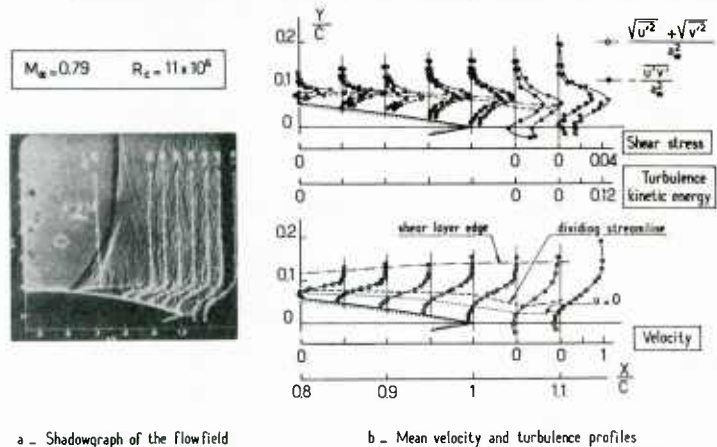 M∞=0.79 Rc=11x10⁶
Y/C
0.2
0.1
0
√u'² + √v'² / a∞²
- u'v' / a∞²
0 0 0 0.04
Shear stress
0 0 0 0.12
Turbulence
kinetic energy
0.2
0.1
0
shear layer edge
dividing streamline
u=0
0 0 0 1
Velocity
0.8 0.9 1 1.1
X/C
a _ Shadowgraph of the flowfield
b _ Mean velocity and turbulence profiles